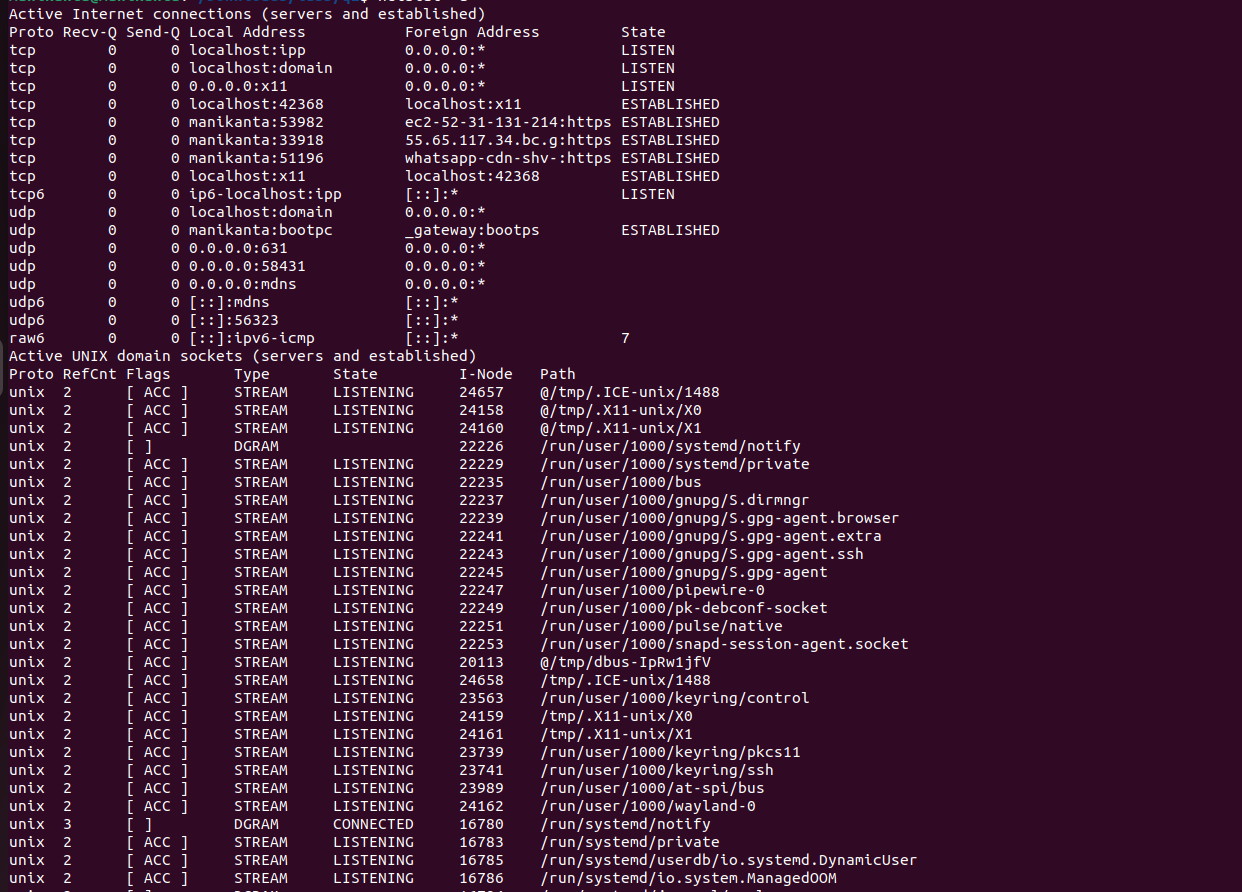 Active Internet connections (servers and established)
Proto Recv-Q Send-Q Local Address           Foreign Address         State
tcp        0      0 localhost:ipp           0.0.0.0:*               LISTEN
tcp        0      0 localhost:domain        0.0.0.0:*               LISTEN
tcp        0      0 0.0.0.0:x11             0.0.0.0:*               LISTEN
tcp        0      0 localhost:42368         localhost:x11           ESTABLISHED
tcp        0      0 manikanta:53982         ec2-52-31-131-214:https ESTABLISHED
tcp        0      0 manikanta:33918         55.65.117.34.bc.g:https ESTABLISHED
tcp        0      0 manikanta:51196         whatsapp-cdn-shv-:https ESTABLISHED
tcp        0      0 localhost:x11           localhost:42368         ESTABLISHED
tcp6       0      0 ip6-localhost:ipp       [::]:*                  LISTEN
udp        0      0 localhost:domain        0.0.0.0:*
udp        0      0 manikanta:bootpc        _gateway:bootps         ESTABLISHED
udp        0      0 0.0.0.0:631             0.0.0.0:*
udp        0      0 0.0.0.0:58431           0.0.0.0:*
udp        0      0 0.0.0.0:mdns            0.0.0.0:*
udp6       0      0 [::]:mdns               [::]:*
udp6       0      0 [::]:56323              [::]:*
raw6       0      0 [::]:ipv6-icmp          [::]:*                  7
Active UNIX domain sockets (servers and established)
Proto RefCnt Flags       Type       State         I-Node   Path
unix  2      [ ACC ]     STREAM     LISTENING     24657    @/tmp/.ICE-unix/1488
unix  2      [ ACC ]     STREAM     LISTENING     24158    @/tmp/.X11-unix/X0
unix  2      [ ACC ]     STREAM     LISTENING     24160    @/tmp/.X11-unix/X1
unix  2      [ ]         DGRAM                    22226    /run/user/1000/systemd/notify
unix  2      [ ACC ]     STREAM     LISTENING     22229    /run/user/1000/systemd/private
unix  2      [ ACC ]     STREAM     LISTENING     22235    /run/user/1000/bus
unix  2      [ ACC ]     STREAM     LISTENING     22237    /run/user/1000/gnupg/S.dirmngr
unix  2      [ ACC ]     STREAM     LISTENING     22239    /run/user/1000/gnupg/S.gpg-agent.browser
unix  2      [ ACC ]     STREAM     LISTENING     22241    /run/user/1000/gnupg/S.gpg-agent.extra
unix  2      [ ACC ]     STREAM     LISTENING     22243    /run/user/1000/gnupg/S.gpg-agent.ssh
unix  2      [ ACC ]     STREAM     LISTENING     22245    /run/user/1000/gnupg/S.gpg-agent
unix  2      [ ACC ]     STREAM     LISTENING     22247    /run/user/1000/pipewire-0
unix  2      [ ACC ]     STREAM     LISTENING     22249    /run/user/1000/pk-debconf-socket
unix  2      [ ACC ]     STREAM     LISTENING     22251    /run/user/1000/pulse/native
unix  2      [ ACC ]     STREAM     LISTENING     22253    /run/user/1000/snapd-session-agent.socket
unix  2      [ ACC ]     STREAM     LISTENING     20113    @/tmp/dbus-IpRw1jfV
unix  2      [ ACC ]     STREAM     LISTENING     24658    /tmp/.ICE-unix/1488
unix  2      [ ACC ]     STREAM     LISTENING     23563    /run/user/1000/keyring/control
unix  2      [ ACC ]     STREAM     LISTENING     24159    /tmp/.X11-unix/X0
unix  2      [ ACC ]     STREAM     LISTENING     24161    /tmp/.X11-unix/X1
unix  2      [ ACC ]     STREAM     LISTENING     23739    /run/user/1000/keyring/pkcs11
unix  2      [ ACC ]     STREAM     LISTENING     23741    /run/user/1000/keyring/ssh
unix  2      [ ACC ]     STREAM     LISTENING     23989    /run/user/1000/at-spi/bus
unix  2      [ ACC ]     STREAM     LISTENING     24162    /run/user/1000/wayland-0
unix  3      [ ]         DGRAM      CONNECTED     16780    /run/systemd/notify
unix  2      [ ACC ]     STREAM     LISTENING     16783    /run/systemd/private
unix  2      [ ACC ]     STREAM     LISTENING     16785    /run/systemd/userdb/io.systemd.DynamicUser
unix  2      [ ACC ]     STREAM     LISTENING     16786    /run/systemd/io.system.ManagedOOM